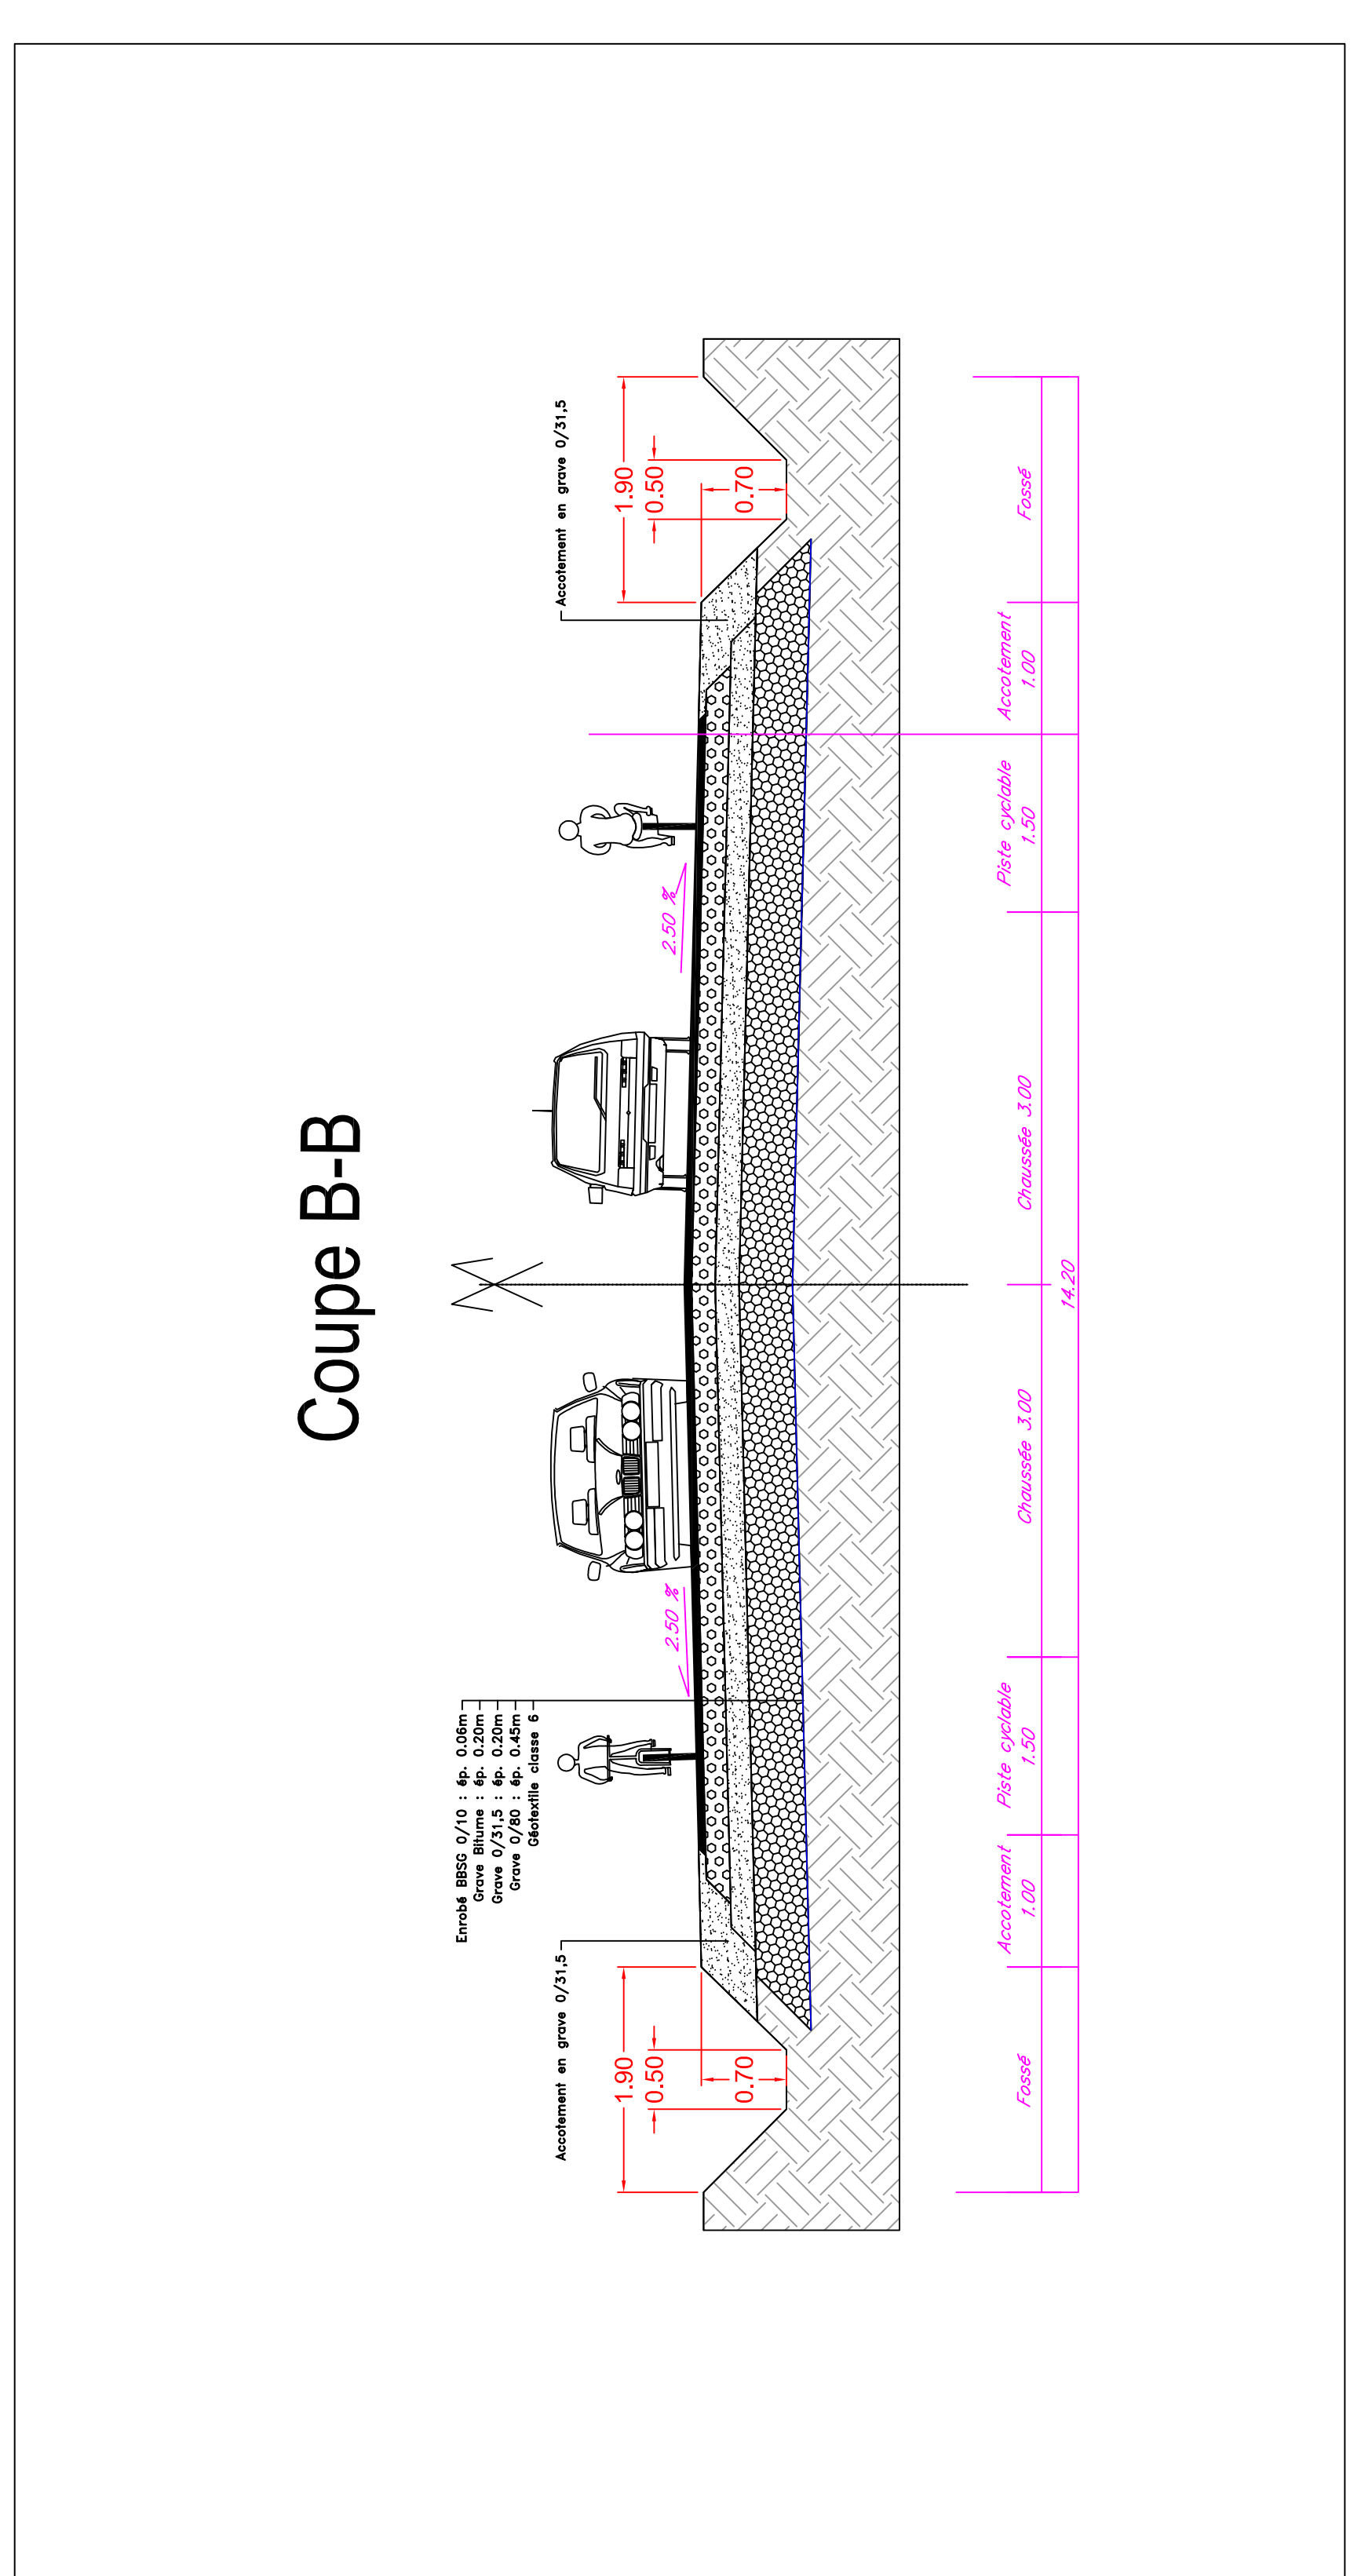 Coupe B-B
Enrobé BBSG 0/10 : ép. 0.06m
Grave Bitume : ép. 0.20m
Grave 0/31,5 : ép. 0.20m
Grave 0/80 : ép. 0.45m
Géotextile classe 6
Accotement en grave 0/31,5
Accotement en grave 0/31,5
1.90
0.50
0.70
2.50 %
2.50 %
1.90
0.50
0.70
Fossé
Accotement
1.00
Piste cyclable
1.50
Chaussée 3.00
Chaussée 3.00
Piste cyclable
1.50
Accotement
1.00
Fossé
14.20